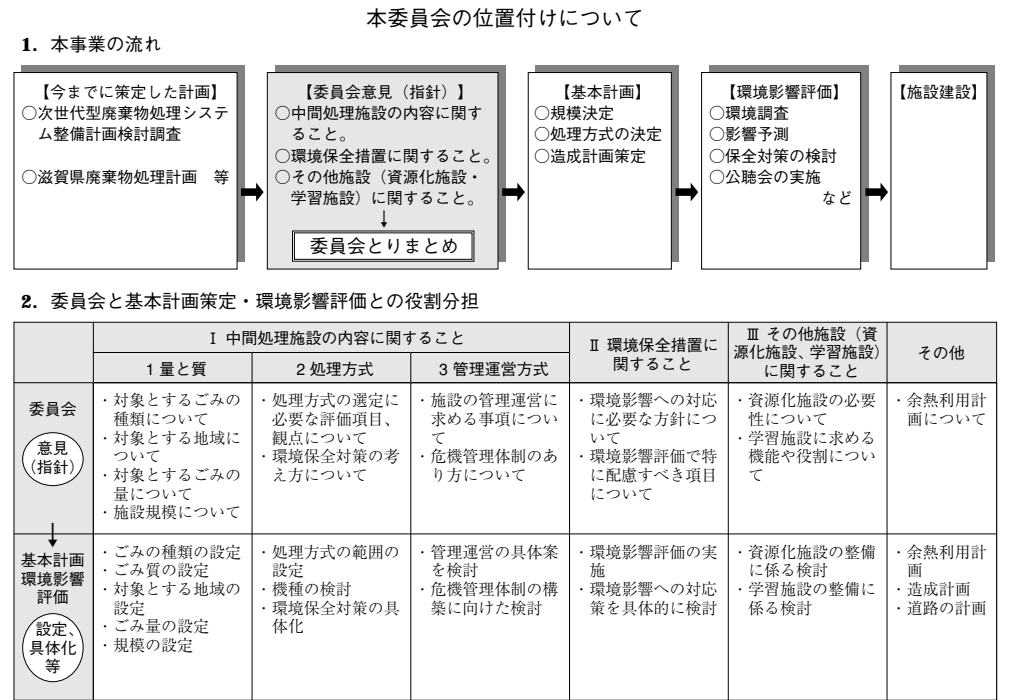 本委員会の位置付けについて
1. 本事業の流れ
【今までに策定した計画】
○次世代型廃棄物処理システ
ム整備計画検討調査
○滋賀県廃棄物処理計画 等
【委員会意見（指針）】
○中間処理施設の内容に関す
ること。
○環境保全措置に関すること。
○その他施設（資源化施設・
学習施設）に関すること。
↓
委員会とりまとめ
【基本計画】
○規模決定
○処理方式の決定
○造成計画策定
【環境影響評価】
○環境調査
○影響予測
○保全対策の検討
○公聴会の実施
など
【施設建設】
2. 委員会と基本計画策定・環境影響評価との役割分担
Ⅰ 中間処理施設の内容に関すること
1 量と質
2 処理方式
3 管理運営方式
Ⅱ 環境保全措置に
関すること
Ⅲ その他施設（資
源化施設、学習施設）
に関すること
その他
委員会
意見
（指針）
・対象とするごみの
種類について
・対象とする地域に
ついて
・対象とするごみの
量について
・施設規模について
・処理方式の選定に
必要な評価項目、
観点について
・環境保全対策の考
え方について
・施設の管理運営に
求める事項につい
て
・危機管理体制のあ
り方について
・環境影響への対応
に必要な方針につ
いて
・環境影響評価で特
に配慮すべき項目
について
・資源化施設の必要
性について
・学習施設に求める
機能や役割につい
て
・余熱利用計
画について
基本計画
環境影響
評価
設定、
具体化
等
・ごみの種類の設定
・ごみ質の設定
・対象とする地域の
設定
・ごみ量の設定
・規模の設定
・処理方式の範囲の
設定
・機種の検討
・環境保全対策の具
体化
・管理運営の具体案
を検討
・危機管理体制の構
築に向けた検討
・環境影響評価の実
施
・環境影響への対応
策を具体的に検討
・資源化施設の整備
に係る検討
・学習施設の整備に
係る検討
・余熱利用計
画
・造成計画
・道路の計画